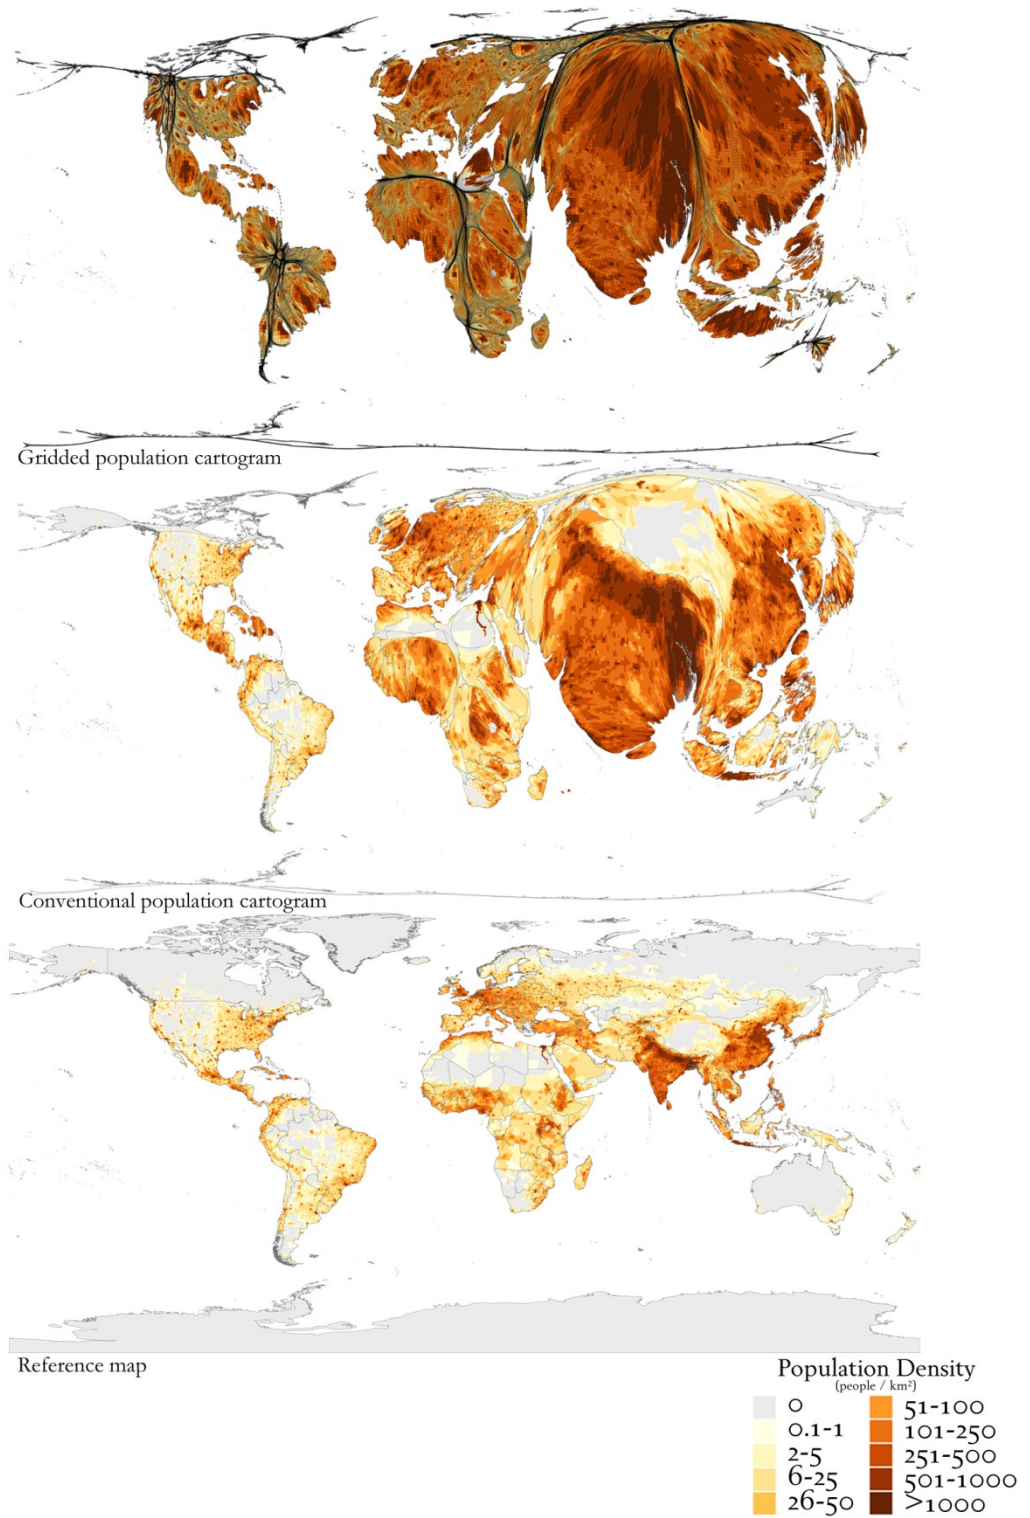 Gridded population cartogram
Conventional population cartogram
Reference map
Population Density
(people / km²)
0
0.1-1
2-5
6-25
26-50
51-100
101-250
251-500
501-1000
>1000